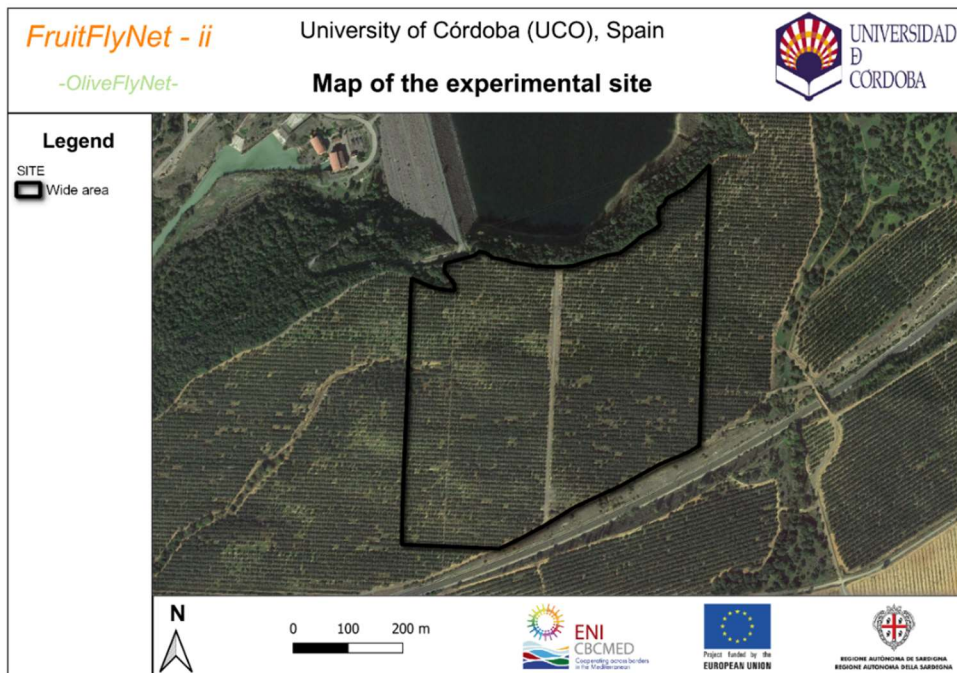 FruitFlyNet - ii
-OliveFlyNet-
University of Córdoba (UCO), Spain
Map of the experimental site
UNIVERSIDAD
Đ
CÓRDOBA
Legend
SITE
Wide area
N
0 100 200 m
ENI
CBCMED
Cooperating across borders
in the Mediterranean
Project funded by the
EUROPEAN UNION
REGIONE AUTÒNOMA DE SARDIGNA
REGIONE AUTONOMA DELLA SARDEGNA